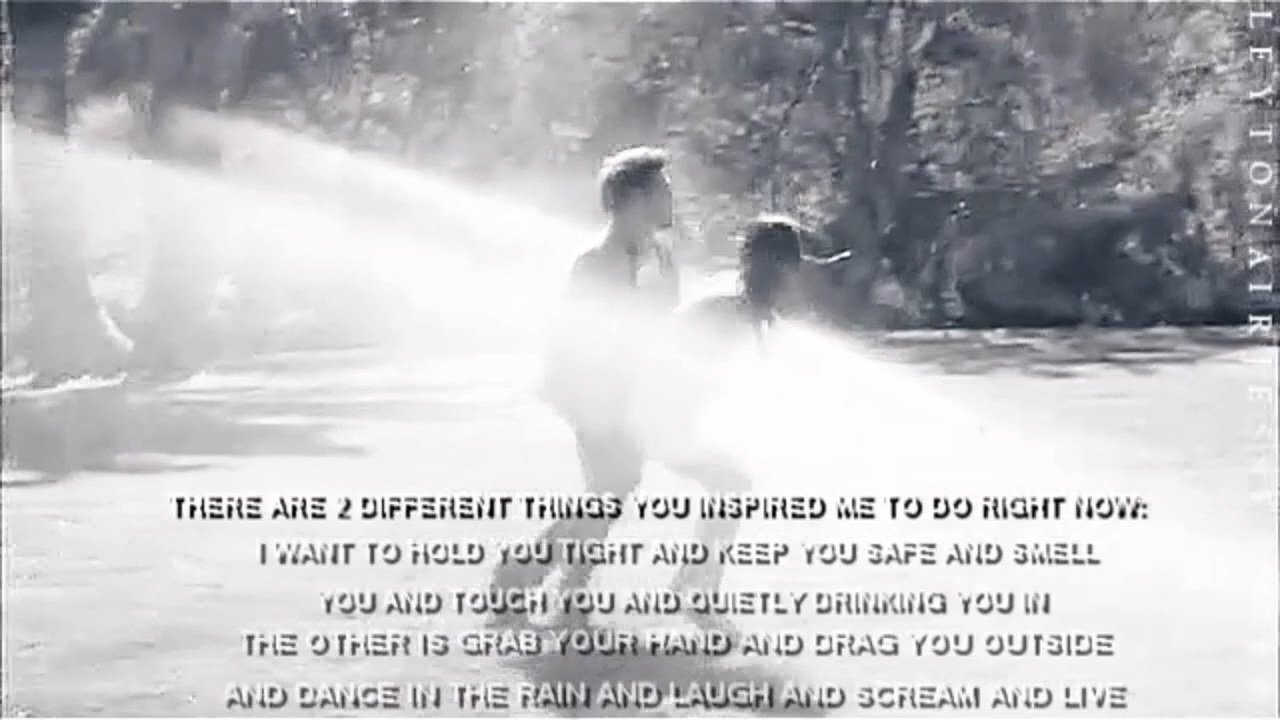 THERE ARE 2 DIFFERENT THINGS YOU INSPIRED ME TO DO RIGHT NOW:
I WANT TO HOLD YOU TIGHT AND KEEP YOU SAFE AND SMELL
YOU AND TOUCH YOU AND QUIETLY DRINKING YOU IN
THE OTHER IS GRAB YOUR HAND AND DRAG YOU OUTSIDE
AND DANCE IN THE RAIN AND LAUGH AND SCREAM AND LIVE